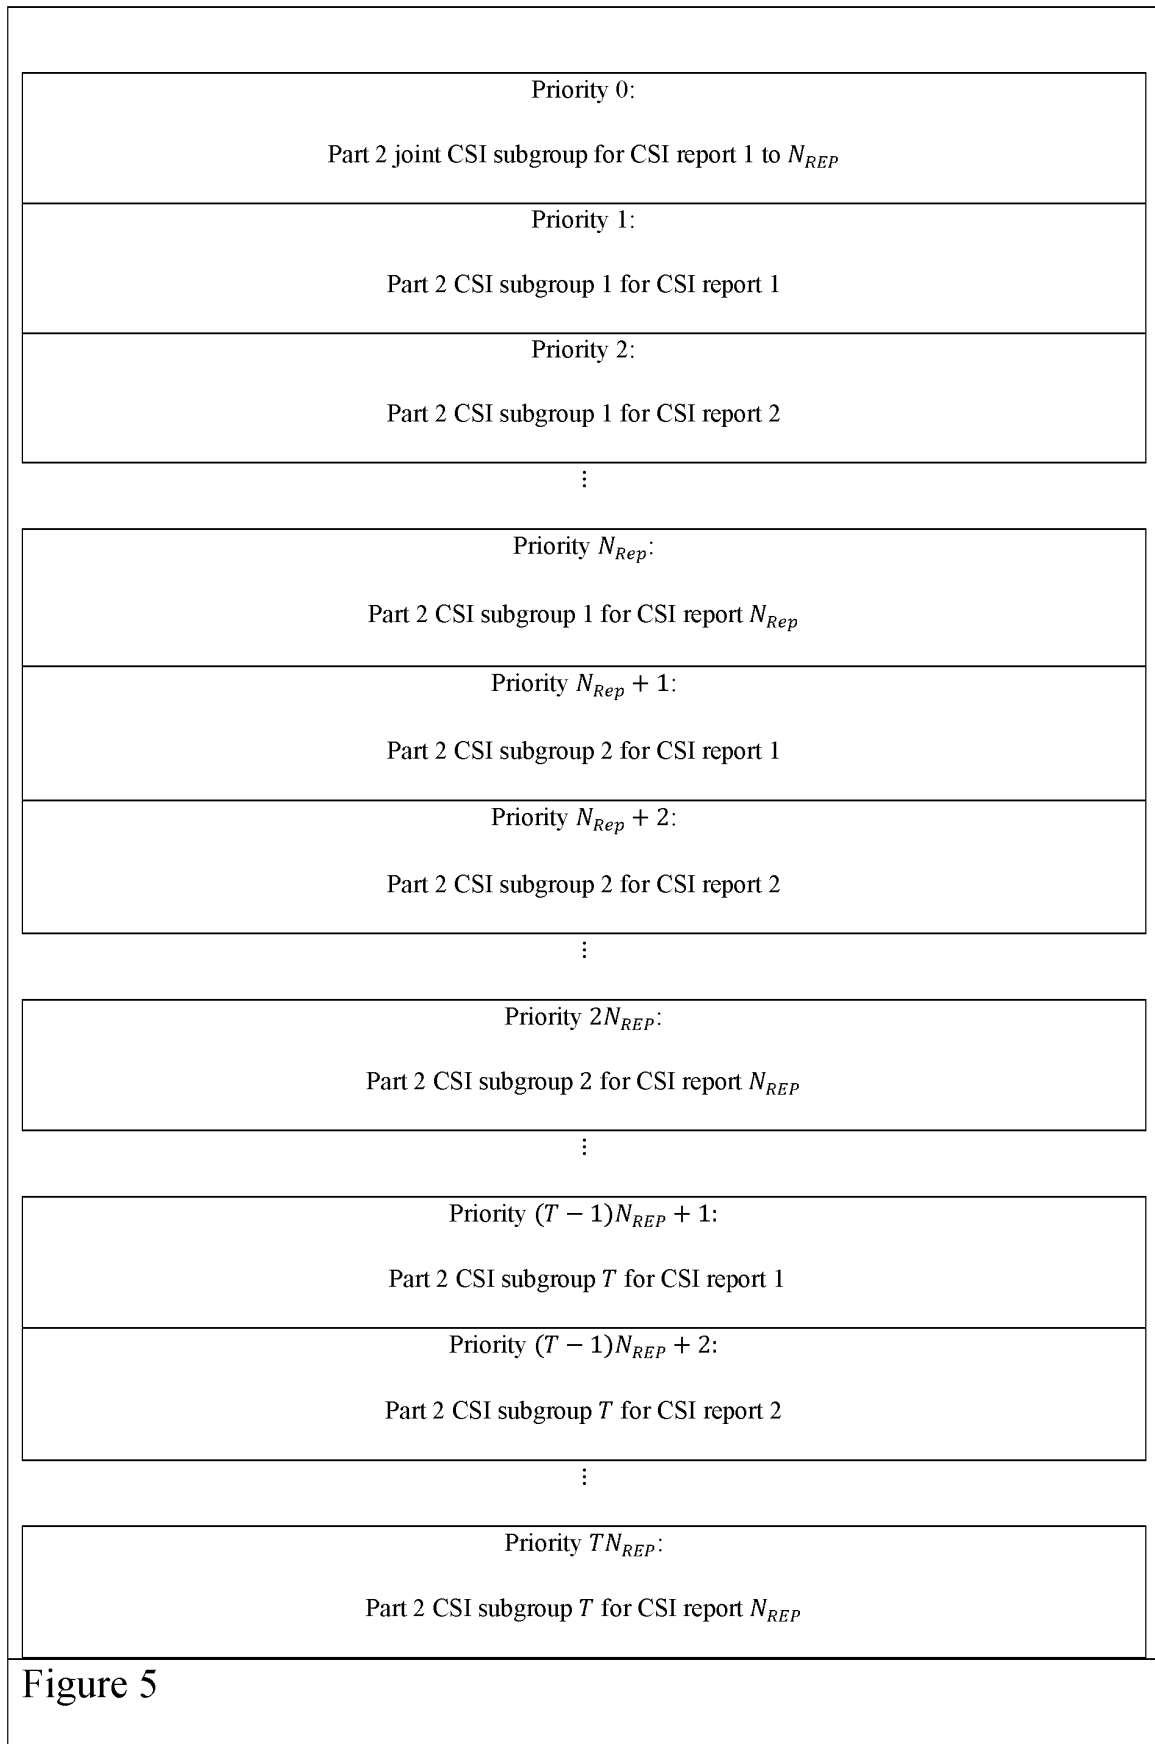 Priority 0:
Part 2 joint CSI subgroup for CSI report 1 to N_REP
Priority 1:
Part 2 CSI subgroup 1 for CSI report 1
Priority 2:
Part 2 CSI subgroup 1 for CSI report 2
⋮
Priority N_Rep:
Part 2 CSI subgroup 1 for CSI report N_Rep
Priority N_Rep + 1:
Part 2 CSI subgroup 2 for CSI report 1
Priority N_Rep + 2:
Part 2 CSI subgroup 2 for CSI report 2
⋮
Priority 2N_REP:
Part 2 CSI subgroup 2 for CSI report N_REP
⋮
Priority (T − 1)N_REP + 1:
Part 2 CSI subgroup T for CSI report 1
Priority (T − 1)N_REP + 2:
Part 2 CSI subgroup T for CSI report 2
⋮
Priority TN_REP:
Part 2 CSI subgroup T for CSI report N_REP
Figure 5